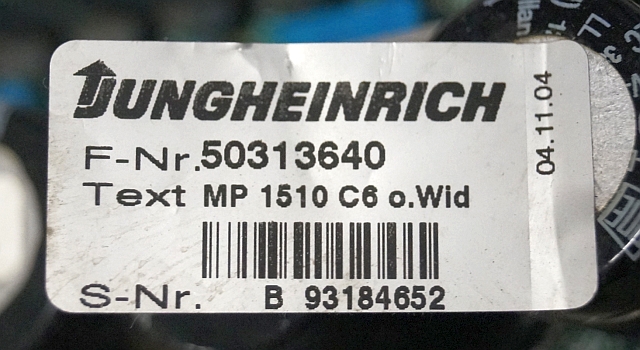 JUNGHEINRICH
F-Nr. 50313640
Text MP 1510 C6 o.Wid
S-Nr. B 93184652
04.11.04